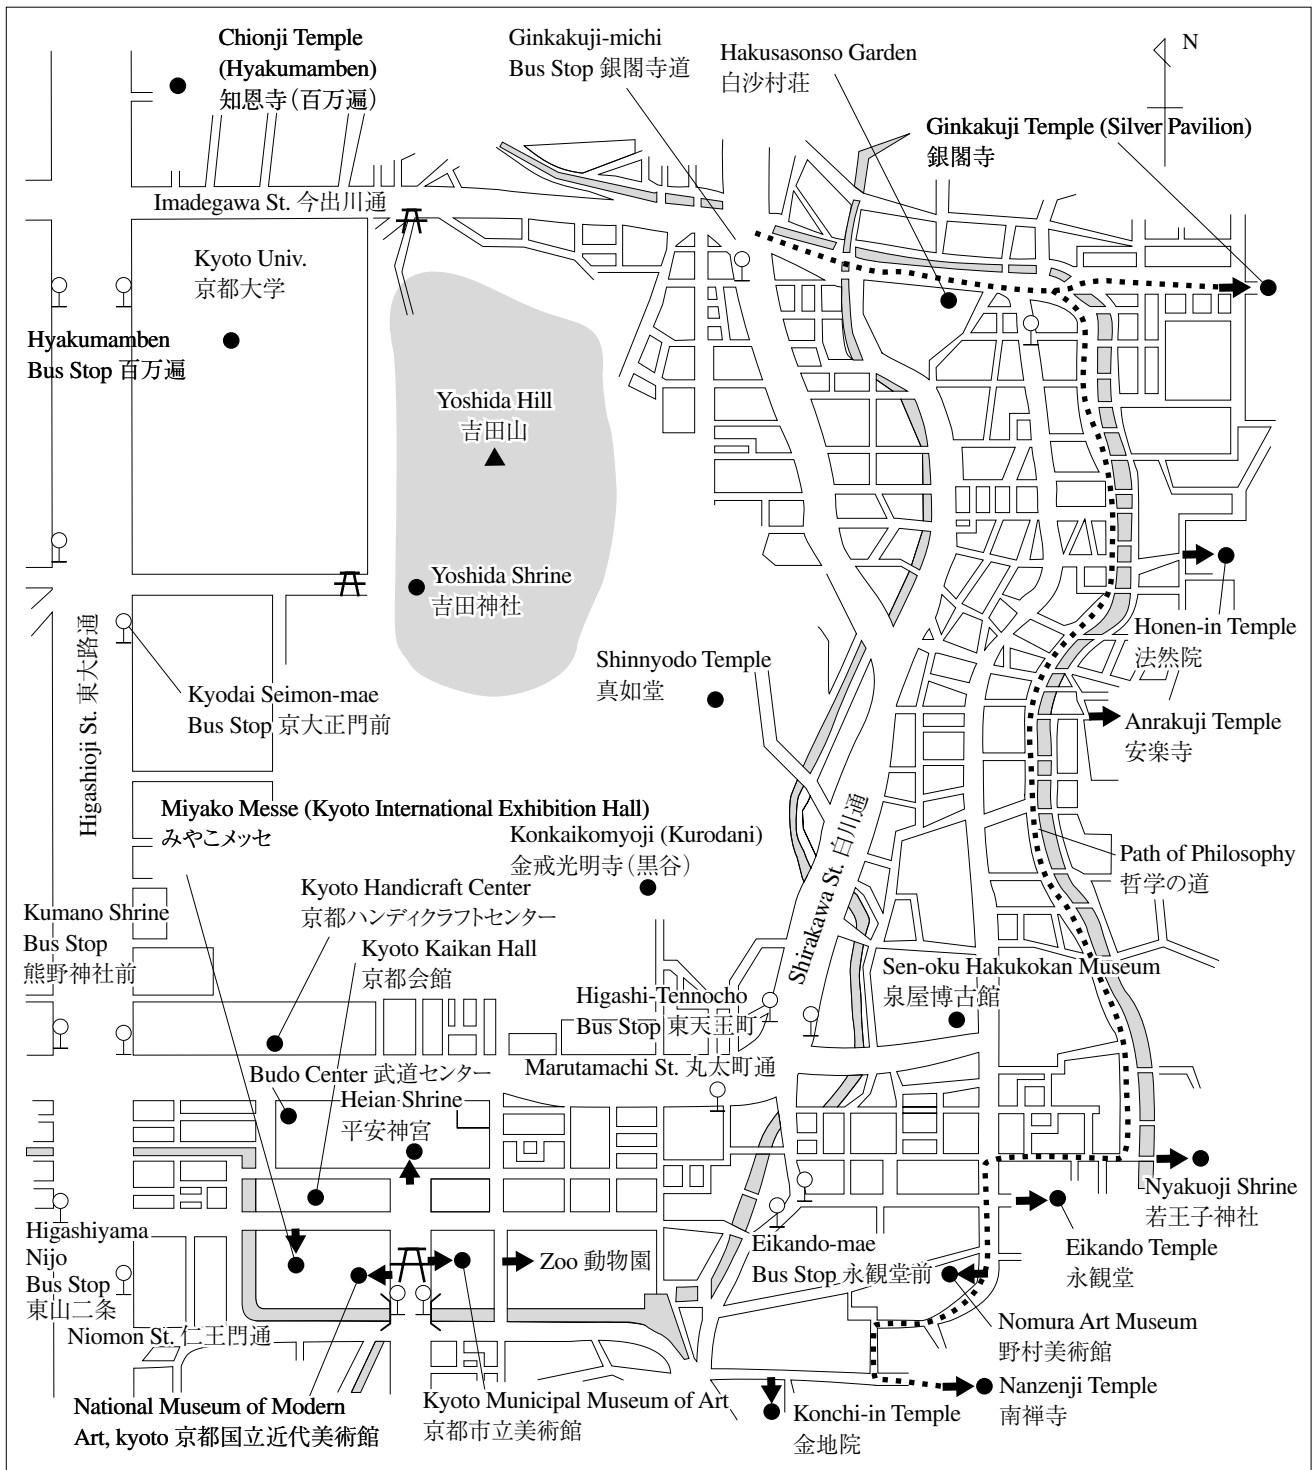 Chionji Temple
(Hyakumamben)
知恩寺（百万遍）
Ginkakuji-michi
Bus Stop 銀閣寺道
Hakusasonso Garden
白沙村荘
N
Ginkakuji Temple (Silver Pavilion)
銀閣寺
Imadegawa St. 今出川通
Kyoto Univ.
京都大学
Hyakumamben
Bus Stop 百万遍
Yoshida Hill
吉田山
Yoshida Shrine
吉田神社
Honen-in Temple
法然院
Higashioji St. 東大路通
Kyodai Seimon-mae
Bus Stop 京大正門前
Shinnyodo Temple
真如堂
Anrakuji Temple
安楽寺
Miyako Messe (Kyoto International Exhibition Hall)
みやこメッセ
Konkaikomyoji (Kurodani)
金戒光明寺（黒谷）
Shirakawa St. 白川通
Path of Philosophy
哲学の道
Kyoto Handicraft Center
京都ハンディクラフトセンター
Kumano Shrine
Bus Stop
熊野神社前
Kyoto Kaikan Hall
京都会館
Sen-oku Hakukokan Museum
泉屋博古館
Higashi-Tennocho
Bus Stop 東天王町
Marutamachi St. 丸太町通
Budo Center 武道センター
Heian Shrine
平安神宮
Nyakuoji Shrine
若王子神社
Higashiyama
Nijo
Bus Stop
東山二条
Zoo 動物園
Eikando-mae
Bus Stop 永観堂前
Eikando Temple
永観堂
Niomon St. 仁王門通
Nomura Art Museum
野村美術館
National Museum of Modern
Art, kyoto 京都国立近代美術館
Kyoto Municipal Museum of Art
京都市立美術館
Konchi-in Temple
金地院
Nanzenji Temple
南禅寺